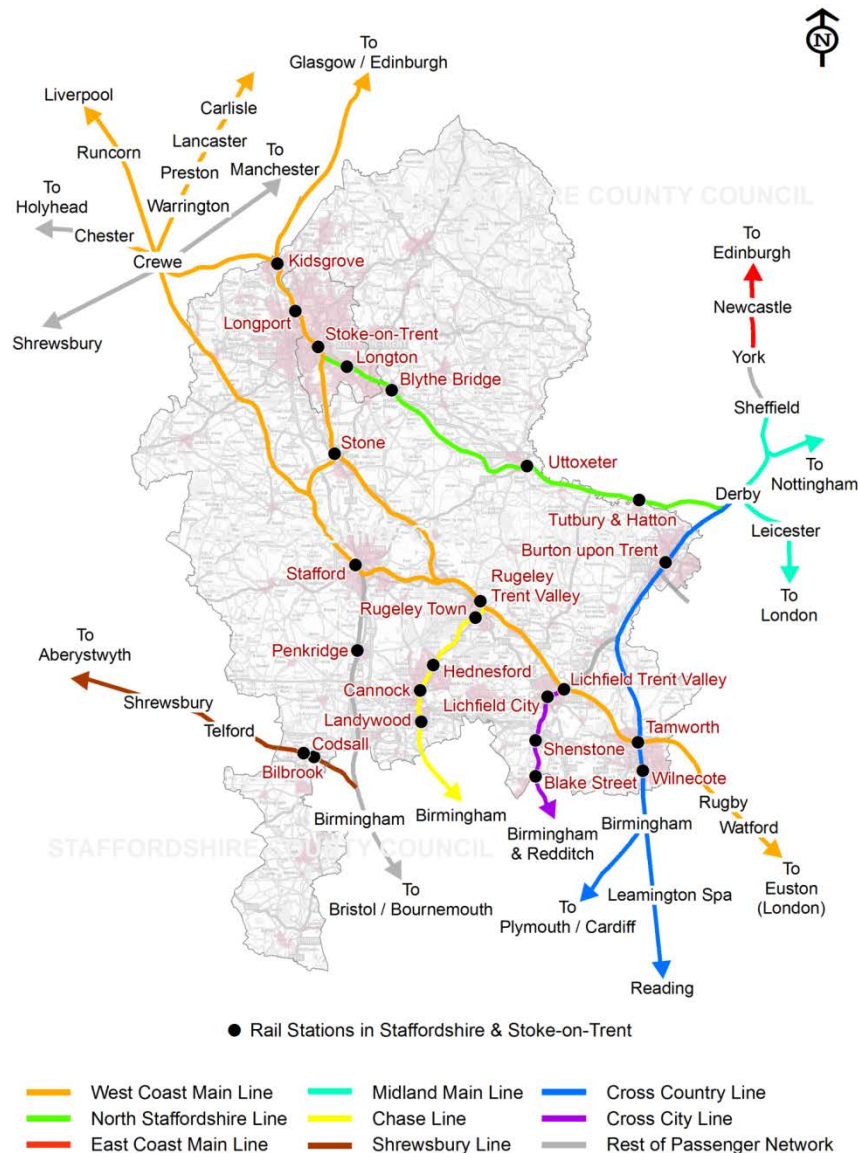 N
To
Glasgow / Edinburgh
Liverpool
Carlisle
Lancaster
Runcorn
Preston
To
Manchester
To
Holyhead
Warrington
Chester
Crewe
Shrewsbury
SHIRE COUNTY COUNCIL
Kidsgrove
Longport
Stoke-on-Trent
Longton
Blythe Bridge
Stone
Uttoxeter
Tutbury & Hatton
To
Edinburgh
Newcastle
York
Sheffield
To
Nottingham
Derby
Leicester
To
London
Burton upon Trent
Stafford
Rugeley
Trent Valley
Rugeley Town
Penkridge
Hednesford
Cannock
Landywood
Lichfield Trent Valley
Lichfield City
Tamworth
Shenstone
Blake Street
Wilnecote
To
Aberystwyth
Shrewsbury
Telford
Codsall
Bilbrook
Birmingham
Birmingham
Birmingham
& Redditch
Birmingham
Rugby
Watford
To
Euston
(London)
STAFFORDSHIRE COUNTY COUNCIL
To
Bristol / Bournemouth
To
Plymouth / Cardiff
Leamington Spa
Reading
Rail Stations in Staffordshire & Stoke-on-Trent
West Coast Main Line
Midland Main Line
Cross Country Line
North Staffordshire Line
Chase Line
Cross City Line
East Coast Main Line
Shrewsbury Line
Rest of Passenger Network